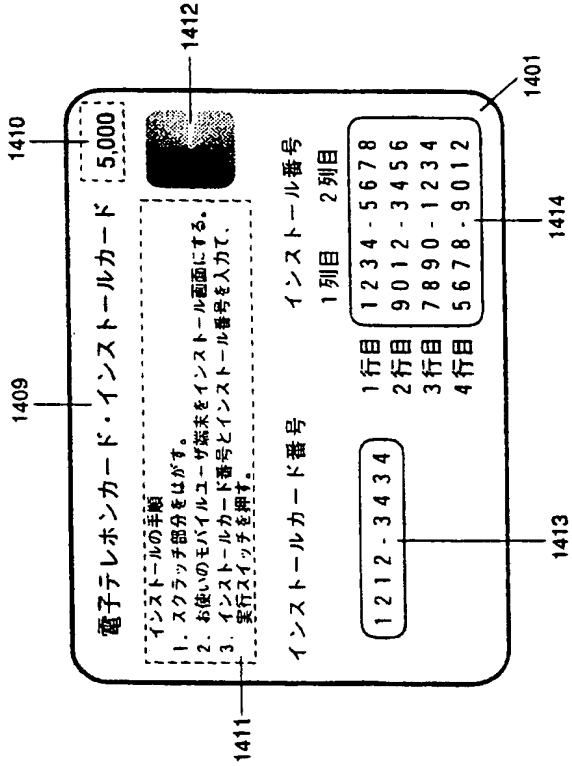 1409
1410
1412
電子テレホンカード・インストールカード
5,000
インストールの手順
1. スクラッチ部分をはがす。
2. お使いのモバイルユーザ端末をインストール画面にする。
3. インストールカード番号とインストール番号を入力て、
実行スイッチを押す。
1411
インストールカード番号
インストール番号
1列目 2列目
1行目 1234-5678
2行目 9012-3456
3行目 7890-1234
4行目 5678-9012
1212-3434
1413
1414
1401